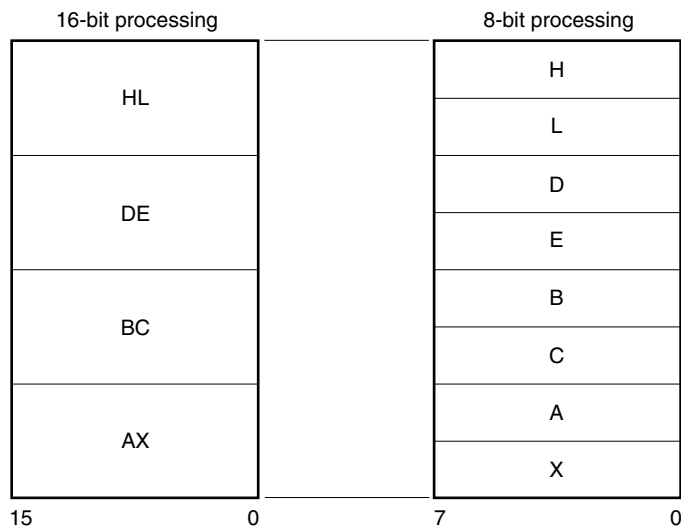 16-bit processing
8-bit processing
HL
DE
BC
AX
H
L
D
E
B
C
A
X
15 0
7 0